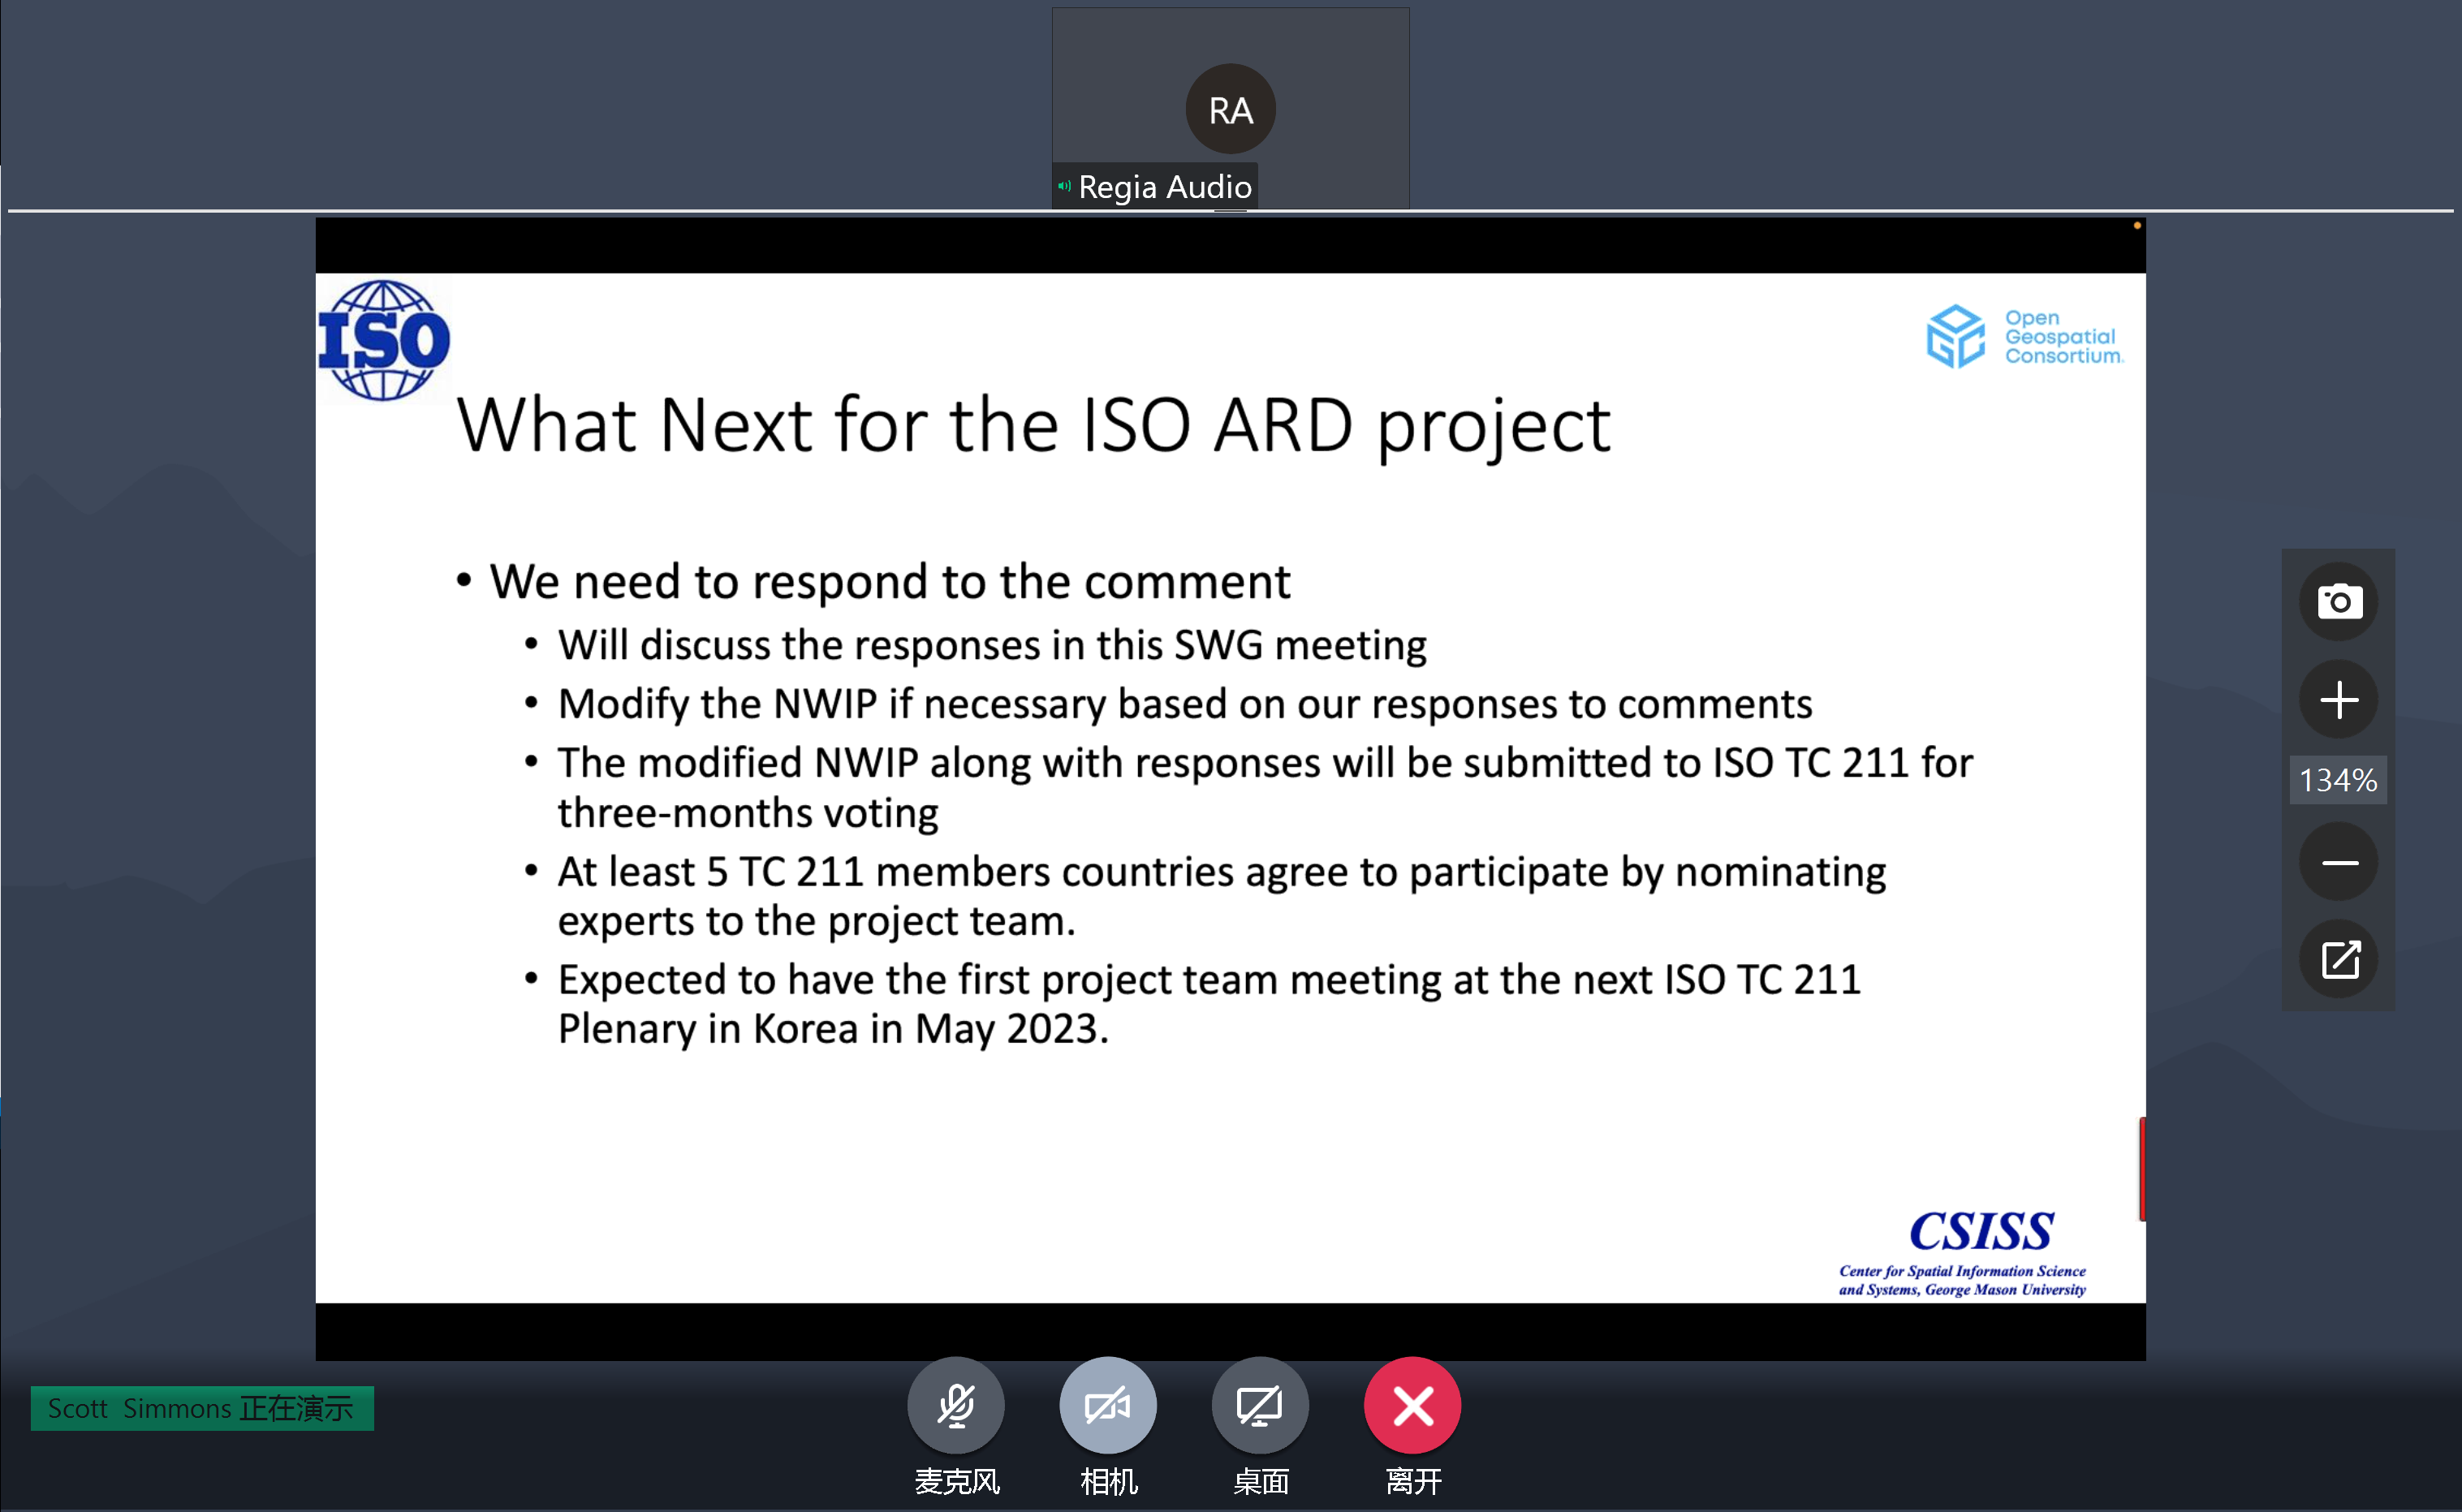 RA
Regia Audio
ISO
OGC
Open
Geospatial
Consortium.
What Next for the ISO ARD project
• We need to respond to the comment
• Will discuss the responses in this SWG meeting
• Modify the NWIP if necessary based on our responses to comments
• The modified NWIP along with responses will be submitted to ISO TC 211 for
three-months voting
• At least 5 TC 211 members countries agree to participate by nominating
experts to the project team.
• Expected to have the first project team meeting at the next ISO TC 211
Plenary in Korea in May 2023.
134%
CSISS
Center for Spatial Information Science
and Systems, George Mason University
Scott Simmons 正在演示
麦克风
相机
桌面
离开